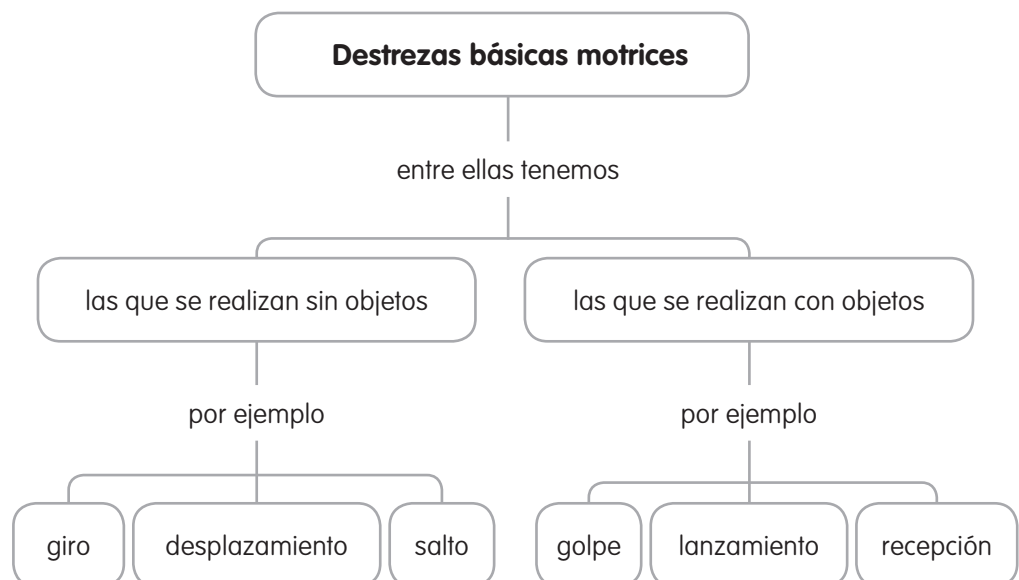 Destrezas básicas motrices
entre ellas tenemos
las que se realizan sin objetos
las que se realizan con objetos
por ejemplo
por ejemplo
giro
desplazamiento
salto
golpe
lanzamiento
recepción